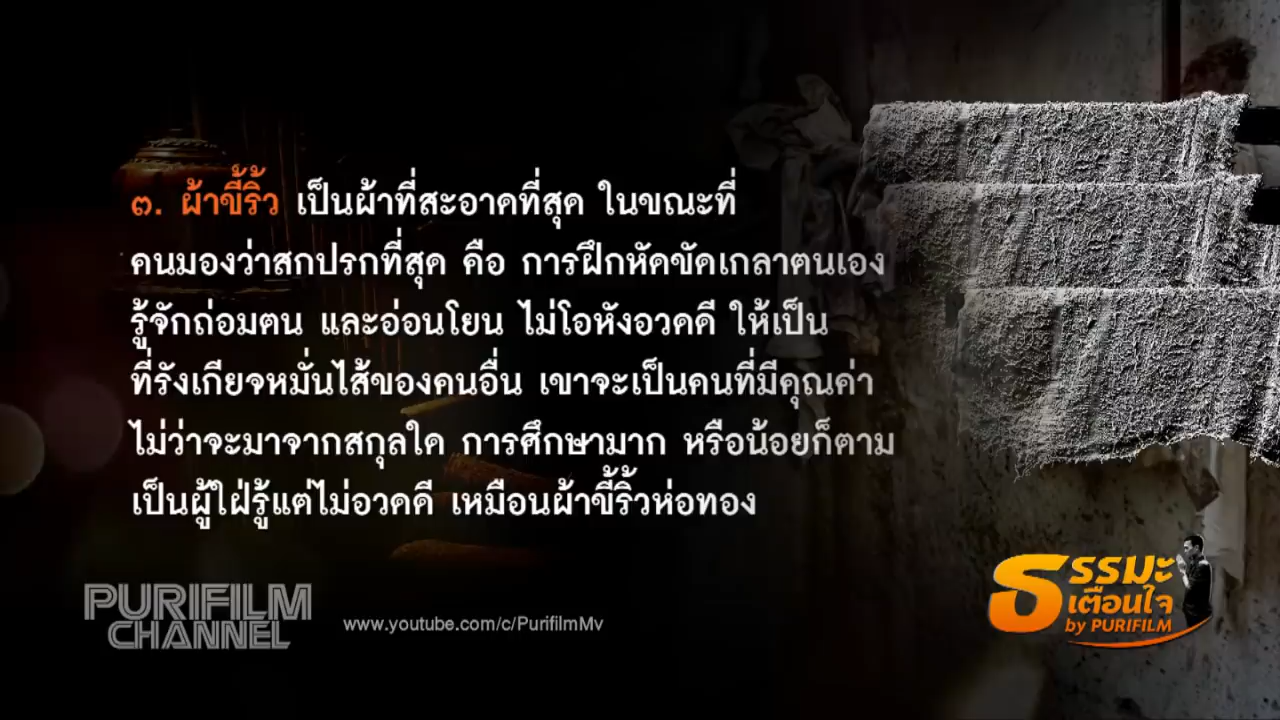 ๓. ผ้าขี้ริ้ว เป็นผ้าที่สะอาดที่สุด ในขณะที่
คนมองว่าสกปรกที่สุด คือ การฝึกหัดขัดเกลาตนเอง
รู้จักถ่อมตน และอ่อนโยน ไม่โอหังอวดดี ให้เป็น
ที่รังเกียจหมั่นไส้ของคนอื่น เขาจะเป็นคนที่มีคุณค่า
ไม่ว่าจะมาจากสกุลใด การศึกษามาก หรือน้อยก็ตาม
เป็นผู้ใฝ่รู้แต่ไม่อวดดี เหมือนผ้าขี้ริ้วห่อทอง
PURIFILM
CHANNEL
www.youtube.com/c/PurifilmMv
ธรรมะ
เตือนใจ
by PURIFILM